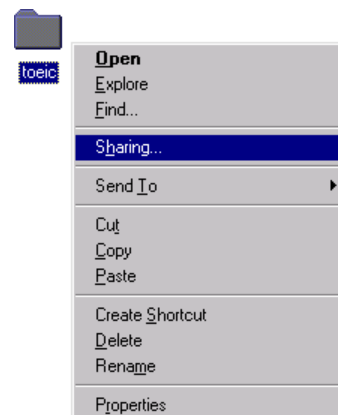 toeic
Open
Explore
Find...
Sharing...
Send To
Cut
Copy
Paste
Create Shortcut
Delete
Rename
Properties